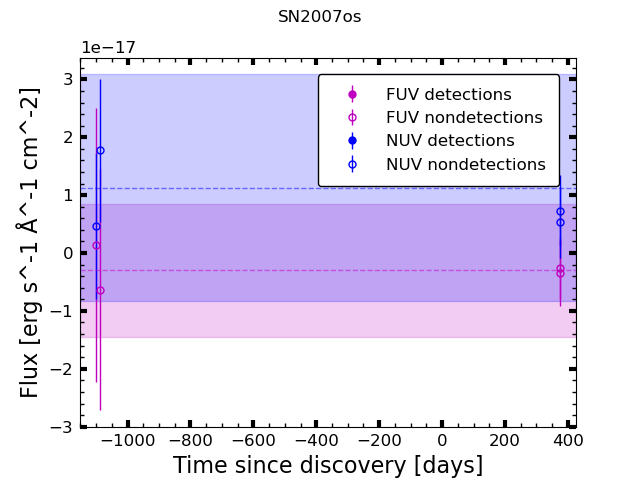 SN2007os
1e−17
3
2
1
0
−1
−2
−3
Flux [erg s^-1 Å^-1 cm^-2]
FUV detections
FUV nondetections
NUV detections
NUV nondetections
−1000 −800 −600 −400 −200 0 200 400
Time since discovery [days]